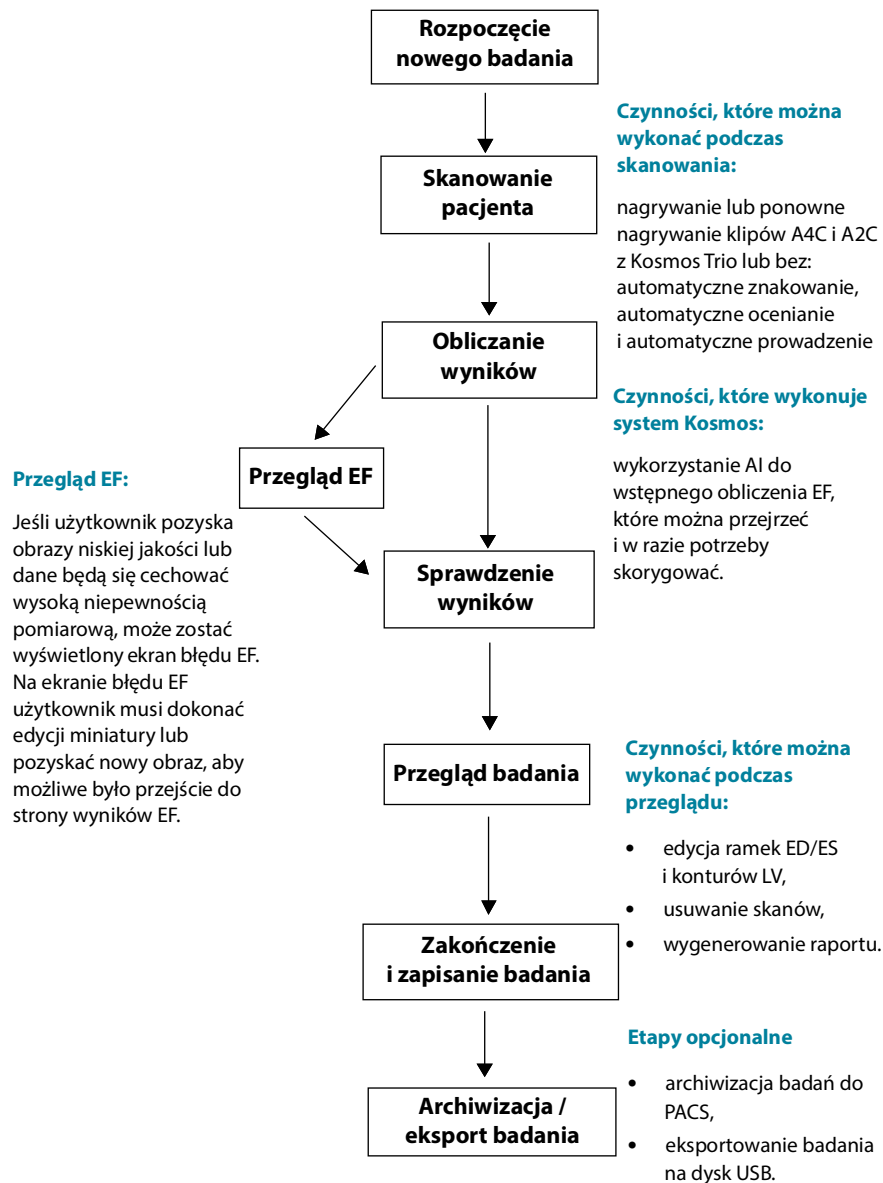 Rozpoczęcie
nowego badania
Czynności, które można
wykonać podczas
skanowania:
Skanowanie
pacjenta
nagrywanie lub ponowne
nagrywanie klipów A4C i A2C
z Kosmos Trio lub bez:
automatyczne znakowanie,
automatyczne ocenianie
i automatyczne prowadzenie
Obliczanie
wyników
Czynności, które wykonuje
system Kosmos:
wykorzystanie AI do
wstępnego obliczenia EF,
które można przejrzeć
i w razie potrzeby
skorygować.
Przegląd EF
Przegląd EF:
Jeśli użytkownik pozyska
obrazy niskiej jakości lub
dane będą się cechować
wysoką niepewnością
pomiarową, może zostać
wyświetlony ekran błędu EF.
Na ekranie błędu EF
użytkownik musi dokonać
edycji miniatury lub
pozyskać nowy obraz, aby
możliwe było przejście do
strony wyników EF.
Sprawdzenie
wyników
Przegląd badania
Czynności, które można
wykonać podczas
przeglądu:
• edycja ramek ED/ES
i konturów LV,
• usuwanie skanów,
• wygenerowanie raportu.
Zakończenie
i zapisanie badania
Etapy opcjonalne
• archiwizacja badań do
PACS,
• eksportowanie badania
na dysk USB.
Archiwizacja /
eksport badania